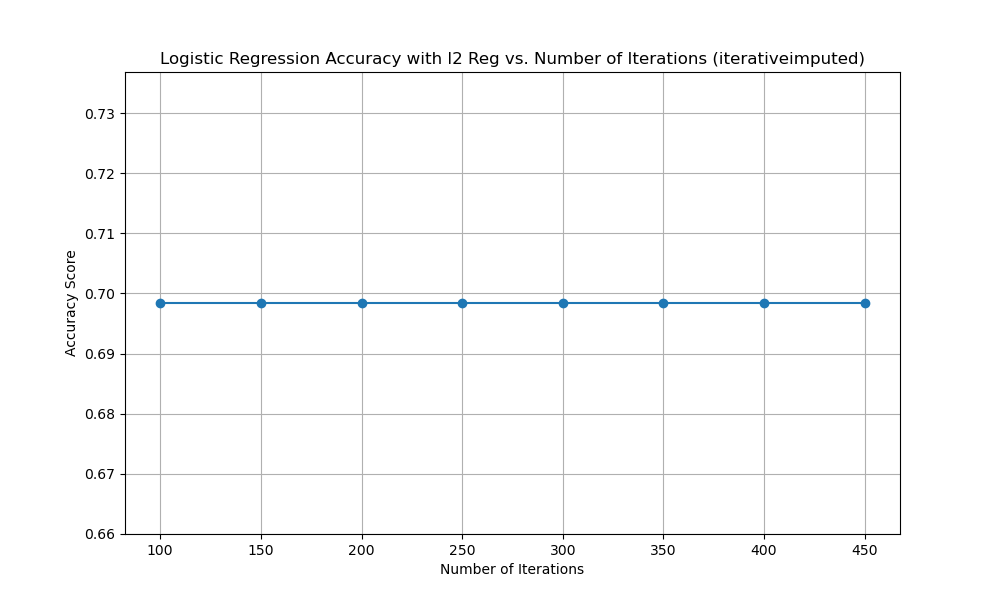 Logistic Regression Accuracy with l2 Reg vs. Number of Iterations (iterativeimputed)
Accuracy Score
0.73
0.72
0.71
0.70
0.69
0.68
0.67
0.66
100 150 200 250 300 350 400 450
Number of Iterations